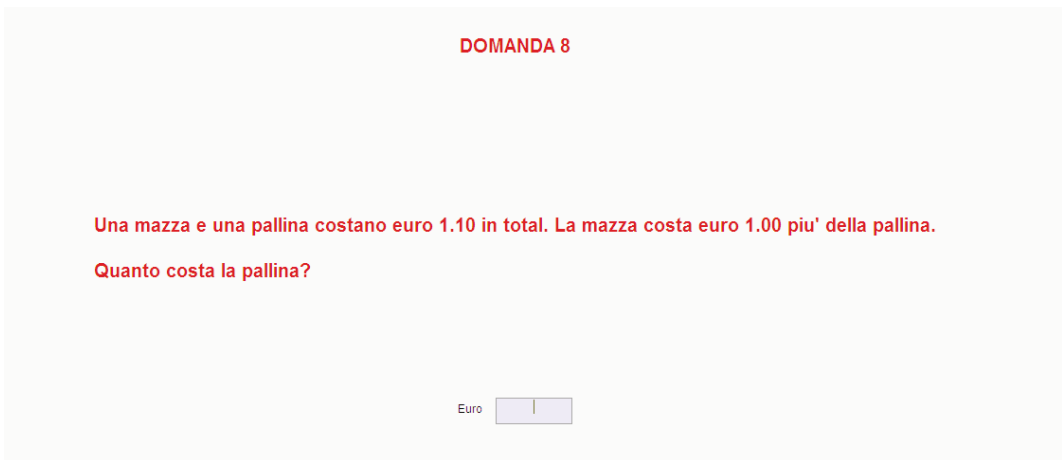 DOMANDA 8
Una mazza e una pallina costano euro 1.10 in total. La mazza costa euro 1.00 piu' della pallina.
Quanto costa la pallina?
Euro